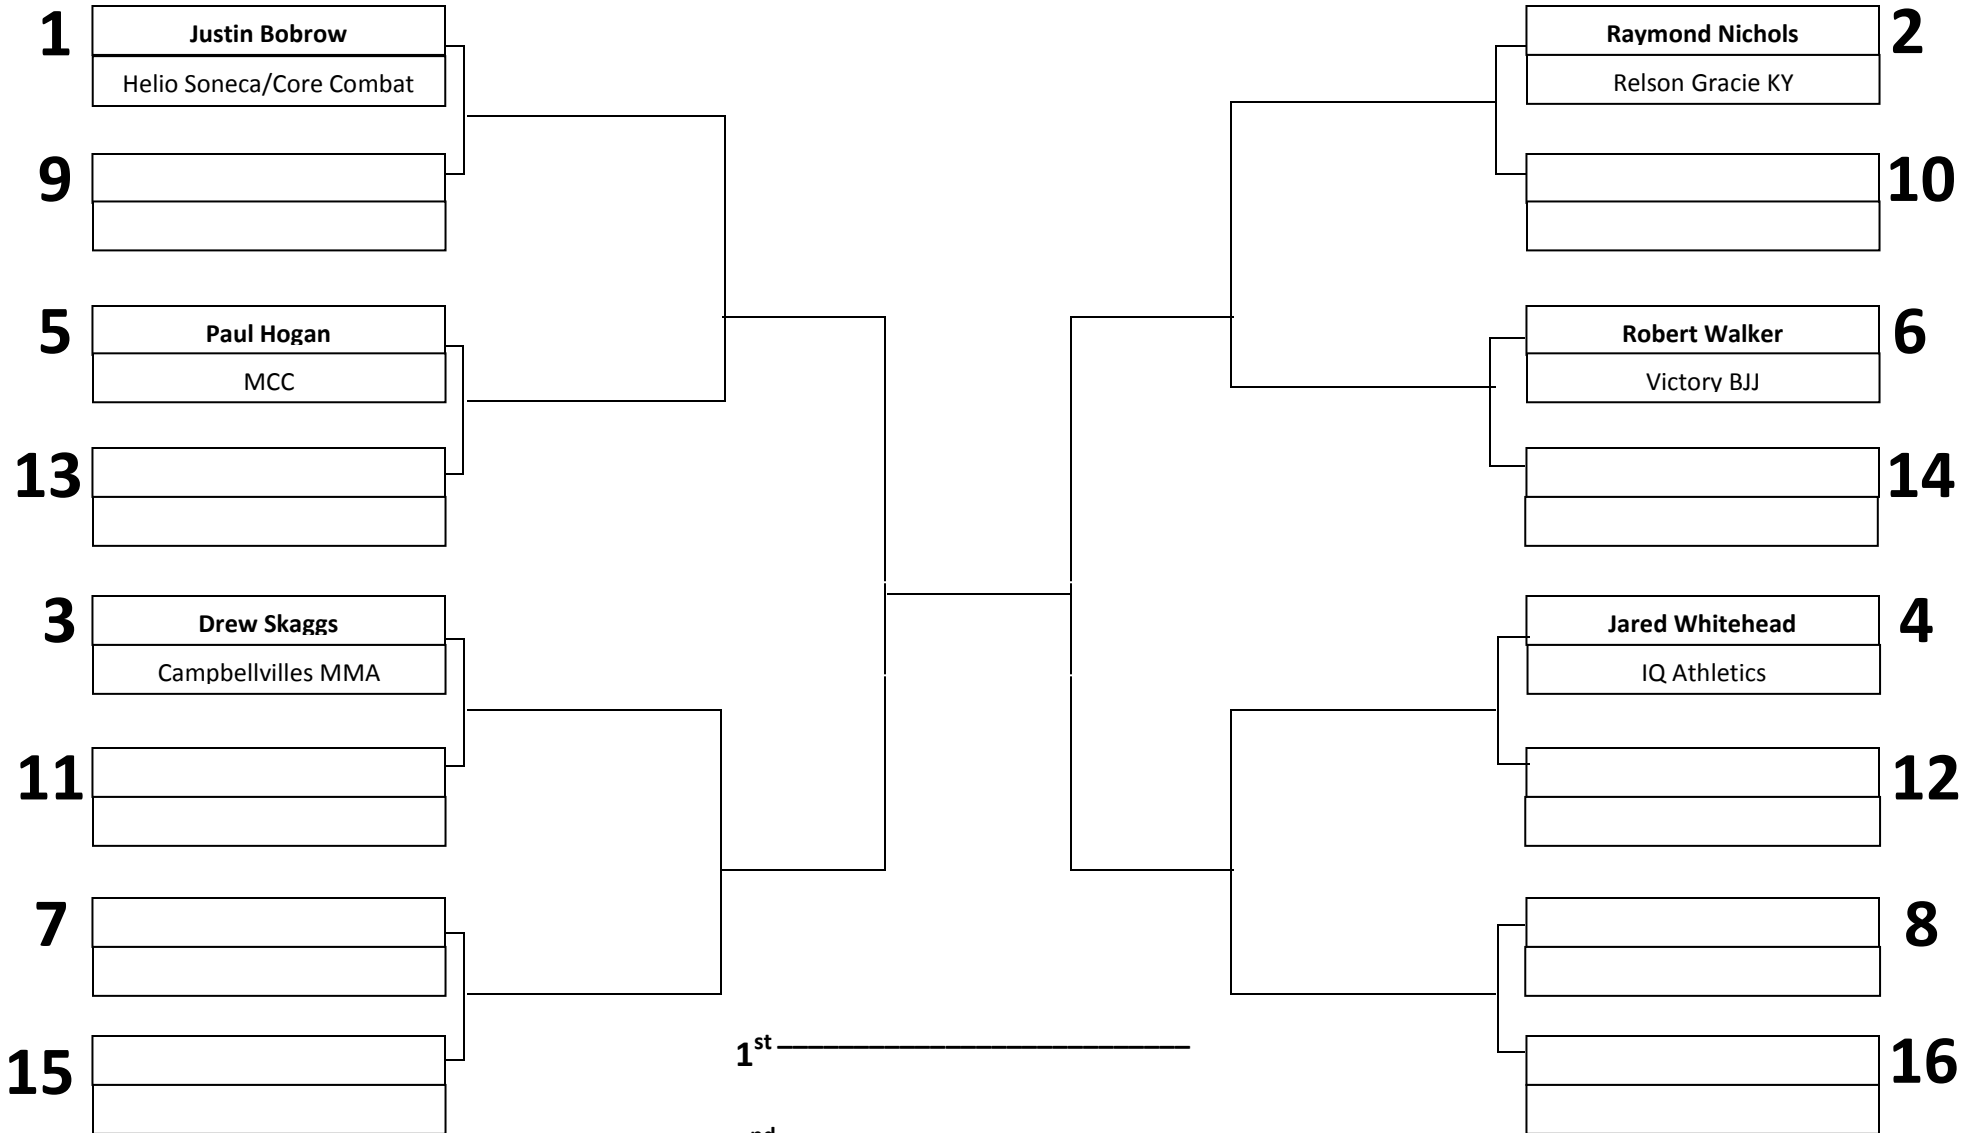 1
Justin Bobrow
Helio Soneca/Core Combat
9
5
Paul Hogan
MCC
13
3
Drew Skaggs
Campbellvilles MMA
11
7
15
Raymond Nichols
2
Relson Gracie KY
10
Robert Walker
6
Victory BJJ
14
Jared Whitehead
4
IQ Athletics
12
8
16
1st
nd